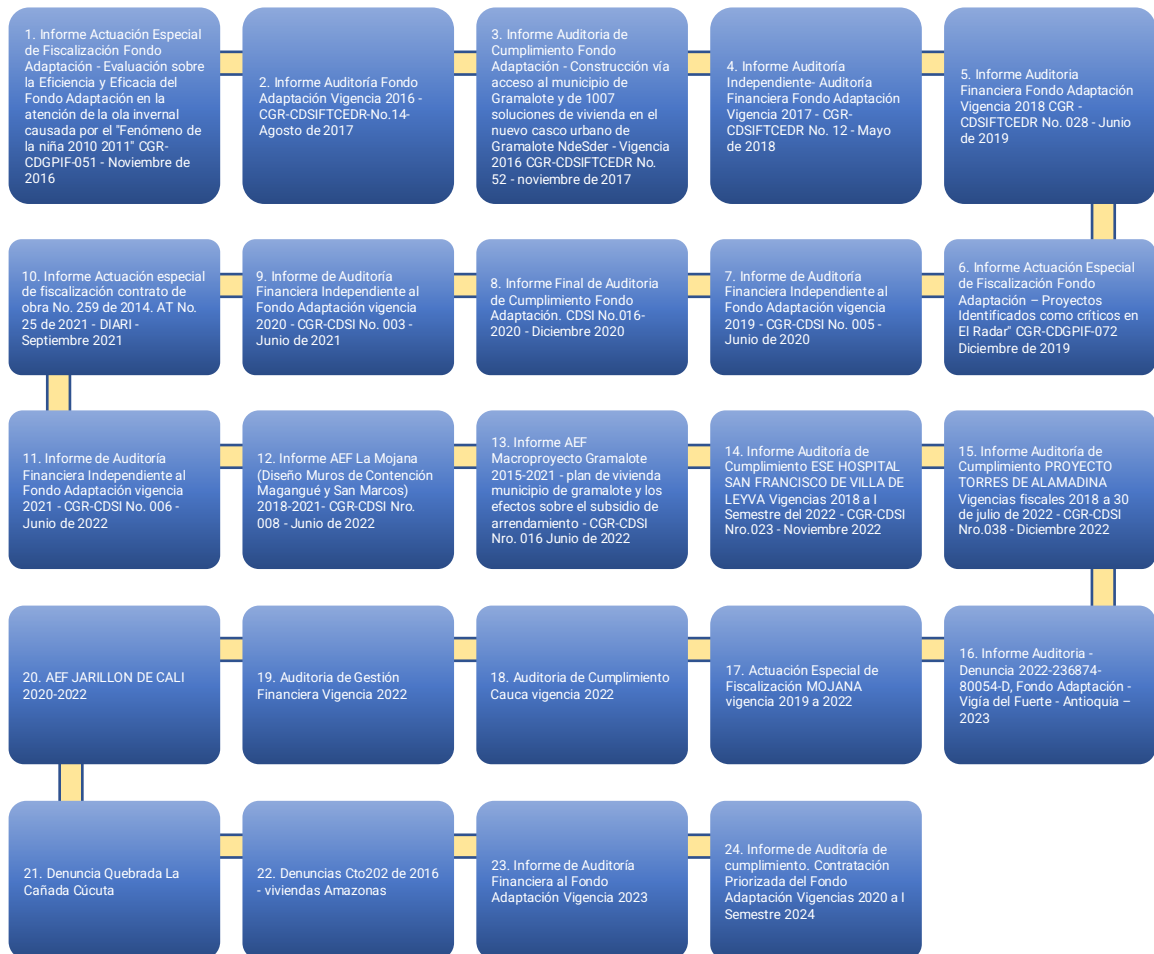 1. Informe Actuación Especial
de Fiscalización Fondo
Adaptación - Evaluación sobre
la Eficiencia y Eficacia del
Fondo Adaptación en la
atención de la ola invernal
causada por el "Fenómeno de
la niña 2010 2011" CGR-
CDGPIF-051 - Noviembre de
2016
2. Informe Auditoría Fondo
Adaptación Vigencia 2016 -
CGR-CDSIFTCEDR-No.14-
Agosto de 2017
3. Informe Auditoria de
Cumplimiento Fondo
Adaptación - Construcción vía
acceso al municipio de
Gramalote y de 1007
soluciones de vivienda en el
nuevo casco urbano de
Gramalote NdeSder - Vigencia
2016 CGR-CDSIFTCEDR No.
52 - noviembre de 2017
4. Informe Auditoría
Independiente- Auditoría
Financiera Fondo Adaptación
Vigencia 2017 - CGR-
CDSIFTCEDR No. 12 - Mayo
de 2018
5. Informe Auditoria
Financiera Fondo Adaptación
Vigencia 2018 CGR -
CDSIFTCEDR No. 028 - Junio
de 2019
6. Informe Actuación Especial
de Fiscalización Fondo
Adaptación – Proyectos
Identificados como críticos en
El Radar" CGR-CDGPIF-072
Diciembre de 2019
7. Informe de Auditoría
Financiera Independiente al
Fondo Adaptación vigencia
2019 - CGR-CDSI No. 005 -
Junio de 2020
8. Informe Final de Auditoria
de Cumplimiento Fondo
Adaptación. CDSI No.016-
2020 - Diciembre 2020
9. Informe de Auditoría
Financiera Independiente al
Fondo Adaptación vigencia
2020 - CGR-CDSI No. 003 -
Junio de 2021
10. Informe Actuación especial
de fiscalización contrato de
obra No. 259 de 2014. AT No.
25 de 2021 - DIARI -
Septiembre 2021
11. Informe de Auditoría
Financiera Independiente al
Fondo Adaptación vigencia
2021 - CGR-CDSI No. 006 -
Junio de 2022
12. Informe AEF La Mojana
(Diseño Muros de Contención
Magangué y San Marcos)
2018-2021- CGR-CDSI Nro.
008 - Junio de 2022
13. Informe AEF
Macroproyecto Gramalote
2015-2021 - plan de vivienda
municipio de gramalote y los
efectos sobre el subsidio de
arrendamiento - CGR-CDSI
Nro. 016 Junio de 2022
14. Informe Auditoría de
Cumplimiento ESE HOSPITAL
SAN FRANCISCO DE VILLA DE
LEYVA Vigencias 2018 a I
Semestre del 2022 - CGR-CDSI
Nro.023 - Noviembre 2022
15. Informe Auditoría de
Cumplimiento PROYECTO
TORRES DE ALAMADINA
Vigencias fiscales 2018 a 30
de julio de 2022 - CGR-CDSI
Nro.038 - Diciembre 2022
16. Informe Auditoria -
Denuncia 2022-236874-
80054-D, Fondo Adaptación -
Vigía del Fuerte - Antioquia –
2023
17. Actuación Especial de
Fiscalización MOJANA
vigencia 2019 a 2022
18. Auditoria de Cumplimiento
Cauca vigencia 2022
19. Auditoria de Gestión
Financiera Vigencia 2022
20. AEF JARILLON DE CALI
2020-2022
21. Denuncia Quebrada La
Cañada Cúcuta
22. Denuncias Cto202 de 2016
- viviendas Amazonas
23. Informe de Auditoría
Financiera al Fondo
Adaptación Vigencia 2023
24. Informe de Auditoría de
cumplimiento. Contratación
Priorizada del Fondo
Adaptación Vigencias 2020 a I
Semestre 2024